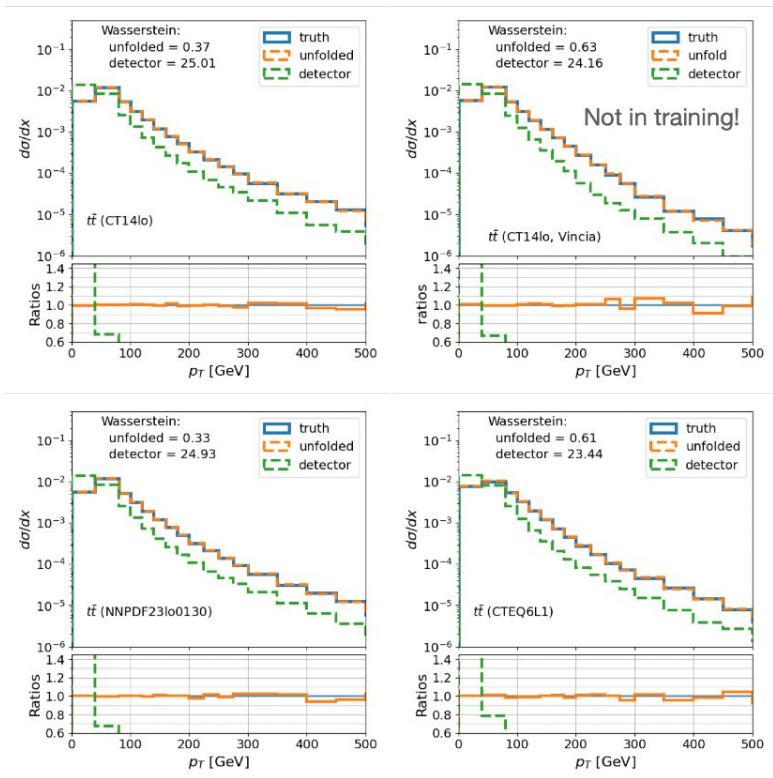 Wasserstein:
unfolded = 0.37
detector = 25.01
truth
unfolded
detector
10⁻¹
10⁻²
10⁻³
10⁻⁴
10⁻⁵
10⁻⁶
dσ/dx
tt̄ (CT14lo)
1.4
1.2
1.0
0.8
0.6
Ratios
0 100 200 300 400 500
p_T [GeV]
Wasserstein:
unfolded = 0.63
detector = 24.16
truth
unfold
detector
Not in training!
10⁻¹
10⁻²
10⁻³
10⁻⁴
10⁻⁵
10⁻⁶
dσ/dx
tt̄ (CT14lo, Vincia)
1.4
1.2
1.0
0.8
0.6
ratios
0 100 200 300 400 500
p_T [GeV]
Wasserstein:
unfolded = 0.33
detector = 24.93
truth
unfolded
detector
10⁻¹
10⁻²
10⁻³
10⁻⁴
10⁻⁵
10⁻⁶
dσ/dx
tt̄ (NNPDF23lo0130)
1.4
1.2
1.0
0.8
0.6
Ratios
0 100 200 300 400 500
p_T [GeV]
Wasserstein:
unfolded = 0.61
detector = 23.44
truth
unfolded
detector
10⁻¹
10⁻²
10⁻³
10⁻⁴
10⁻⁵
10⁻⁶
dσ/dx
tt̄ (CTEQ6L1)
1.4
1.2
1.0
0.8
0.6
Ratios
0 100 200 300 400 500
p_T [GeV]